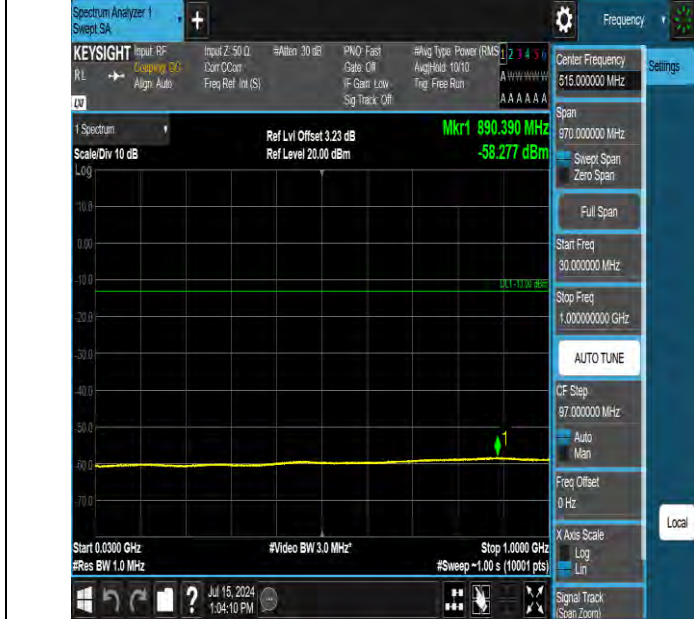 Spectrum Analyzer 1
Swept SA
Frequency
KEYSIGHT
RL
Input: RF
Align: Auto
Input Z: 50 Ω
Corr CCorr
Freq Ref: Int (S)
#Atten: 30 dB
PNO: Fast
Gate: Off
IF Gain: Low
Sig Track: Off
#Avg Type: Power (RMS
Avg|Hold: 10/10
Trig: Free Run
1 2 3 4 5 6
A W W W W W
A A A A A A
Settings
Center Frequency
515.000000 MHz
Span
970.000000 MHz
Swept Span
Zero Span
Full Span
Start Freq
30.000000 MHz
Stop Freq
1.000000000 GHz
AUTO TUNE
CF Step
97.000000 MHz
Auto
Man
Freq Offset
0 Hz
X Axis Scale
Log
Lin
Signal Track
(Span Zoom)
Local
1 Spectrum
Scale/Div 10 dB
Log
Ref Lvl Offset 3.23 dB
Ref Level 20.00 dBm
Mkr1 890.390 MHz
-58.277 dBm
10.0
0.00
-10.0
DL1 -13.00 dBm
-20.0
-30.0
-40.0
-50.0
1
-60.0
-70.0
Start 0.0300 GHz
#Res BW 1.0 MHz
#Video BW 3.0 MHz*
Stop 1.0000 GHz
#Sweep ~1.00 s (10001 pts)
?
Jul 15, 2024
1:04:10 PM